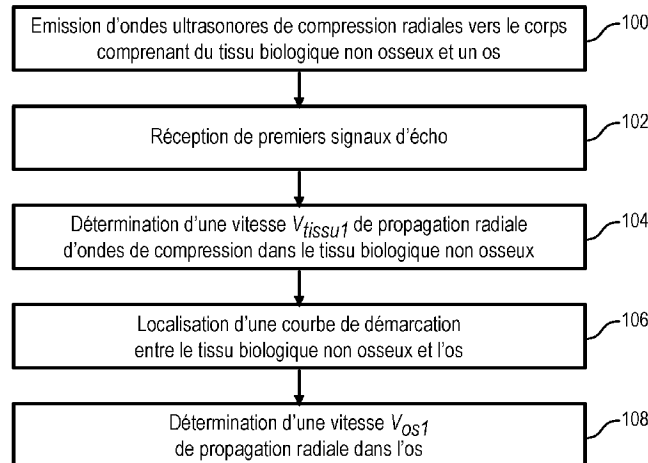 Emission d'ondes ultrasonores de compression radiales vers le corps
comprenant du tissu biologique non osseux et un os
100
Réception de premiers signaux d'écho
102
Détermination d'une vitesse Vtissu1 de propagation radiale
d'ondes de compression dans le tissu biologique non osseux
104
Localisation d'une courbe de démarcation
entre le tissu biologique non osseux et l'os
106
Détermination d'une vitesse Vos1
de propagation radiale dans l'os
108